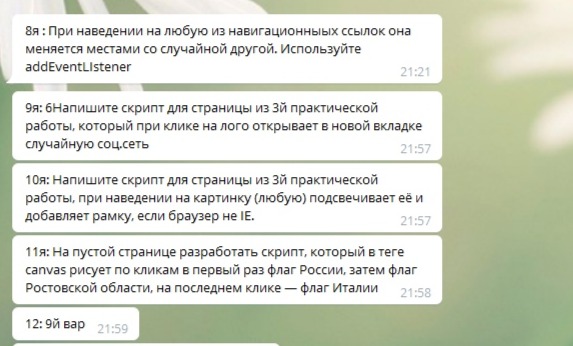 8я : При наведении на любую из навигационныых ссылок она
меняется местами со случайной другой. Используйте
addEventLIstener
21:21
9я: 6Напишите скрипт для страницы из 3й практической
работы, который при клике на лого открывает в новой вкладке
случайную соц.сеть
21:57
10я: Напишите скрипт для страницы из 3й практической
работы, при наведении на картинку (любую) подсвечивает её и
добавляет рамку, если браузер не IE.
21:57
11я: На пустой странице разработать скрипт, который в теге
canvas рисует по кликам в первый раз флаг России, затем флаг
Ростовской области, на последнем клике — флаг Италии
21:58
12: 9й вар
21:59